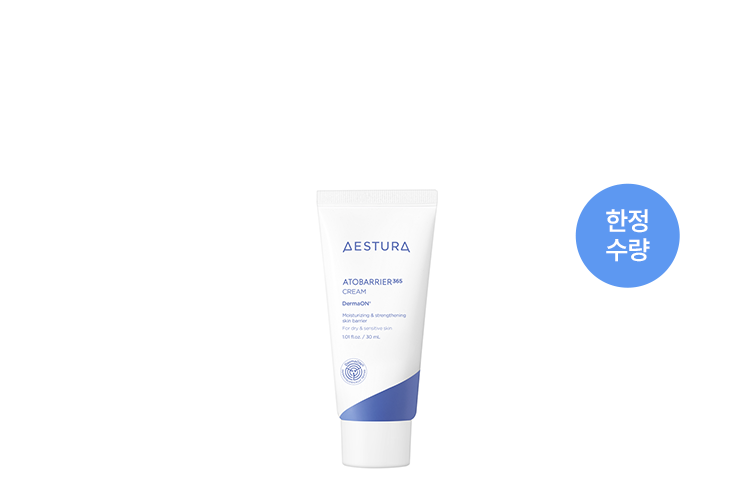 AESTURA
ATOBARRIER365
CREAM
DermaON®
Moisturizing & strengthening
skin barrier
For dry & sensitive skin
1.01 fl.oz. / 30 mL
한정
수량